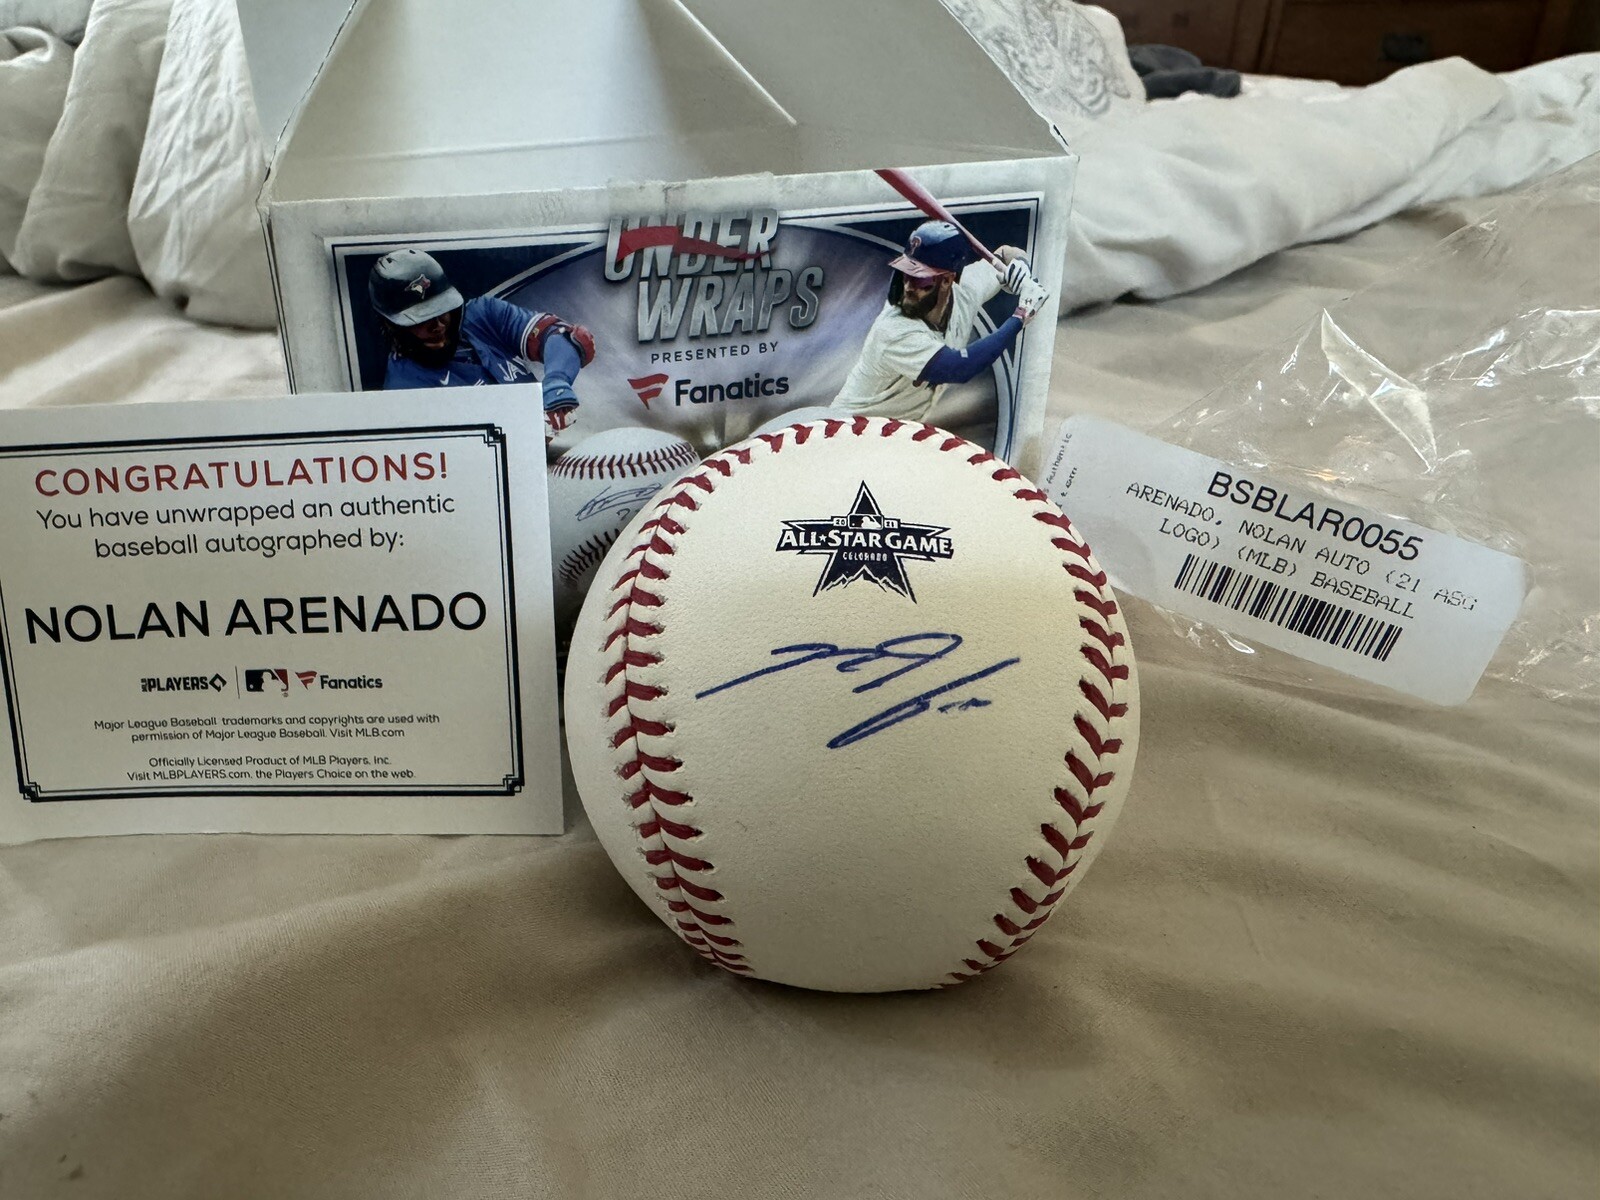 UNDER
WRAPS
PRESENTED BY
Fanatics
CONGRATULATIONS!
You have unwrapped an authentic
baseball autographed by:
NOLAN ARENADO
PLAYERS Fanatics
Major League Baseball trademarks and copyrights are used with
permission of Major League Baseball. Visit MLB.com
Officially Licensed Product of MLB Players, Inc.
Visit MLBPLAYERS.com, the Players Choice on the web.
20 21
ALL★STAR GAME
COLORADO
BSBLAR0055
ARENADO, NOLAN AUTO (21 ASG
LOGO) (MLB) BASEBALL